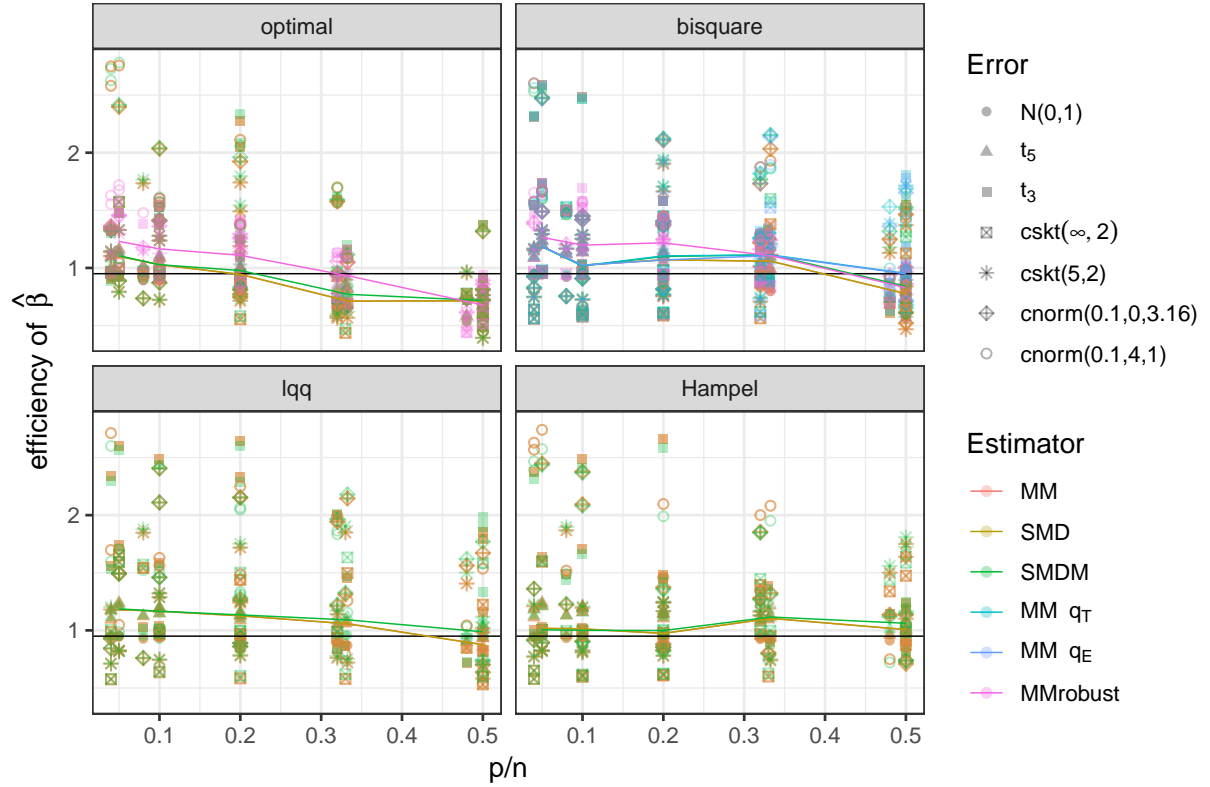 optimal
bisquare
lqq
Hampel
2
1
2
1
0.1
0.2
0.3
0.4
0.5
0.1
0.2
0.3
0.4
0.5
p/n
efficiency of β̂
Error
N(0,1)
t₅
t₃
cskt(∞, 2)
cskt(5,2)
cnorm(0.1,0,3.16)
cnorm(0.1,4,1)
Estimator
MM
SMD
SMDM
MM qT
MM qE
MMrobust